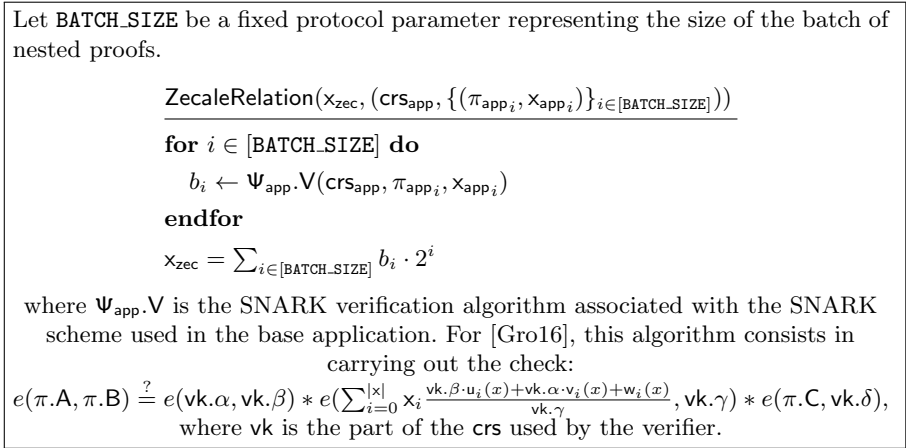 Let BATCH_SIZE be a fixed protocol parameter representing the size of the batch of
nested proofs.
ZecaleRelation(x_zec, (crs_app, {(π_app_i, x_app_i)}_{i∈[BATCH_SIZE]}))
for i ∈ [BATCH_SIZE] do
b_i ← Ψ_app.V(crs_app, π_app_i, x_app_i)
endfor
x_zec = ∑_{i∈[BATCH_SIZE]} b_i · 2^i
where Ψ_app.V is the SNARK verification algorithm associated with the SNARK
scheme used in the base application. For [Gro16], this algorithm consists in
carrying out the check:
e(π.A, π.B) ≟ e(vk.α, vk.β) * e(∑_{i=0}^{|x|} x_i \frac{vk.β·u_i(x)+vk.α·v_i(x)+w_i(x)}{vk.γ}, vk.γ) * e(π.C, vk.δ),
where vk is the part of the crs used by the verifier.